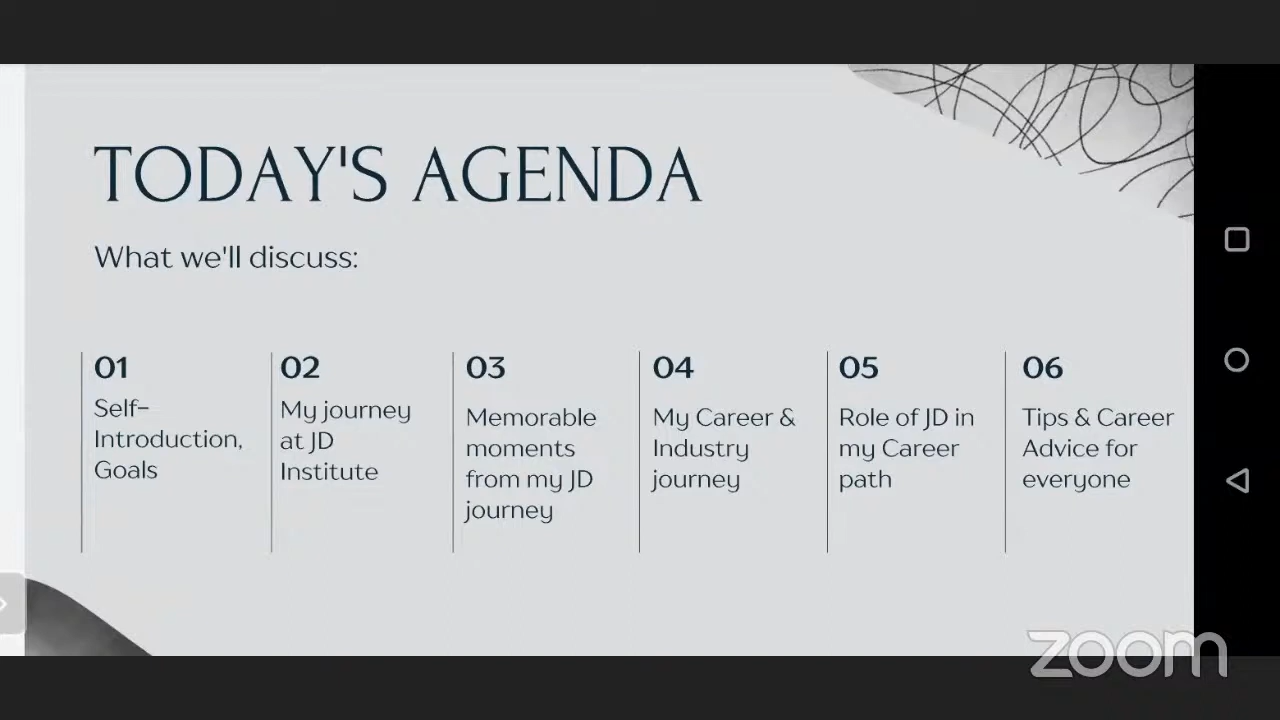 TODAY'S AGENDA
What we'll discuss:
01
Self-
Introduction,
Goals
02
My journey
at JD
Institute
03
Memorable
moments
from my JD
journey
04
My Career &
Industry
journey
05
Role of JD in
my Career
path
06
Tips & Career
Advice for
everyone
zoom